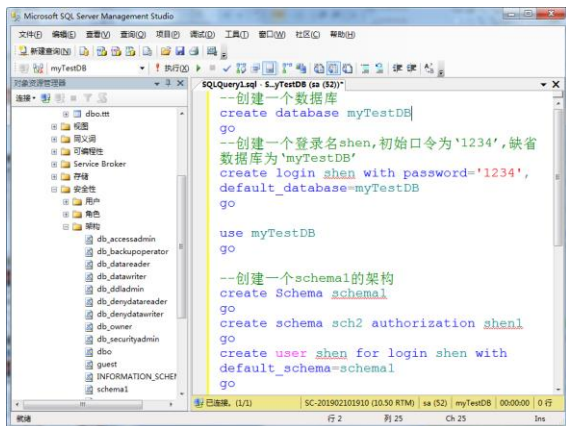 Microsoft SQL Server Management Studio
文件(F) 编辑(E) 查看(V) 查询(Q) 项目(P) 调试(D) 工具(T) 窗口(W) 社区(C) 帮助(H)
新建查询(N)
myTestDB 执行(X)
对象资源管理器
连接
dbo.ttt
视图
同义词
可编程性
Service Broker
存储
安全性
用户
角色
架构
db_accessadmin
db_backupoperator
db_datareader
db_datawriter
db_ddladmin
db_denydatareader
db_denydatawriter
db_owner
db_securityadmin
dbo
guest
INFORMATION_SCHEM
schema1
SQLQuery1.sql - S...yTestDB (sa (52))*
--创建一个数据库
create database myTestDB
go
--创建一个登录名shen,初始口令为‘1234’,缺省
数据库为‘myTestDB’
create login shen with password='1234',
default_database=myTestDB
go
use myTestDB
go
--创建一个schema1的架构
create Schema schema1
go
create schema sch2 authorization shen1
go
create user shen for login shen with
default_schema=schema1
go
已连接。(1/1) SC-201902101910 (10.50 RTM) sa (52) myTestDB 00:00:00 0 行
就绪 行 2 列 25 Ch 25 Ins